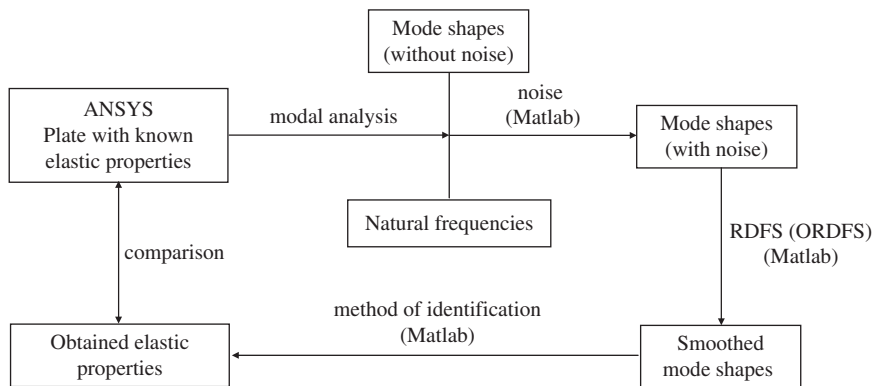 Mode shapes
(without noise)
ANSYS
Plate with known
elastic properties
modal analysis
noise
(Matlab)
Mode shapes
(with noise)
Natural frequencies
RDFS (ORDFS)
(Matlab)
comparison
method of identification
(Matlab)
Obtained elastic
properties
Smoothed
mode shapes